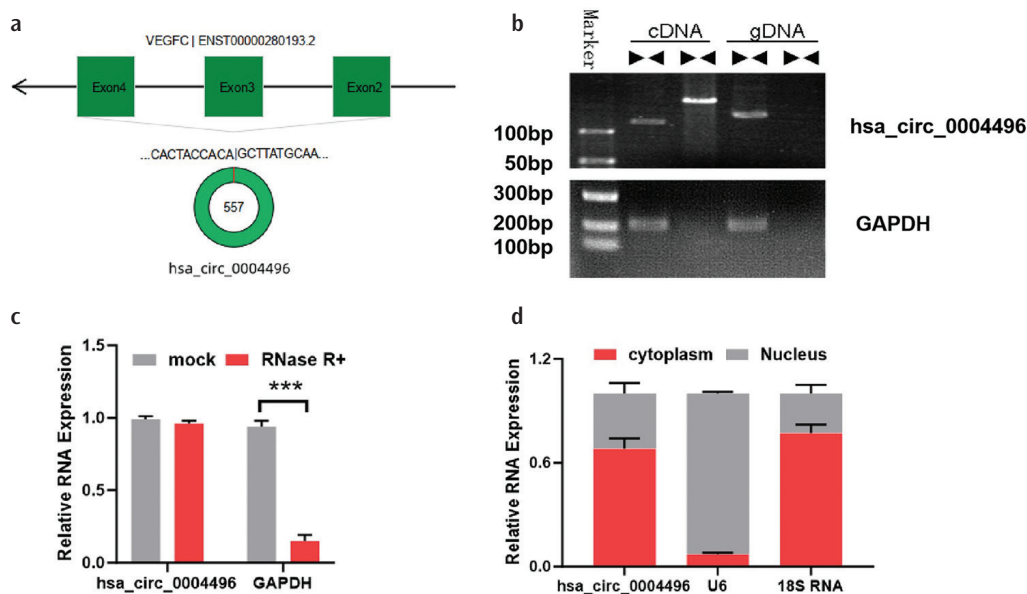 a
VEGFC | ENST00000280193.2
Exon4 Exon3 Exon2
...CACTACCACA|GCTTATGCAA...
557
hsa_circ_0004496
b
Marker
cDNA gDNA
100bp
50bp
hsa_circ_0004496
300bp
200bp
100bp
GAPDH
c
mock RNase R+
***
Relative RNA Expression
1.5
1.0
0.5
0.0
hsa_circ_0004496 GAPDH
d
cytoplasm Nucleus
Relative RNA Expression
1.2
0.6
0.0
hsa_circ_0004496 U6 18S RNA